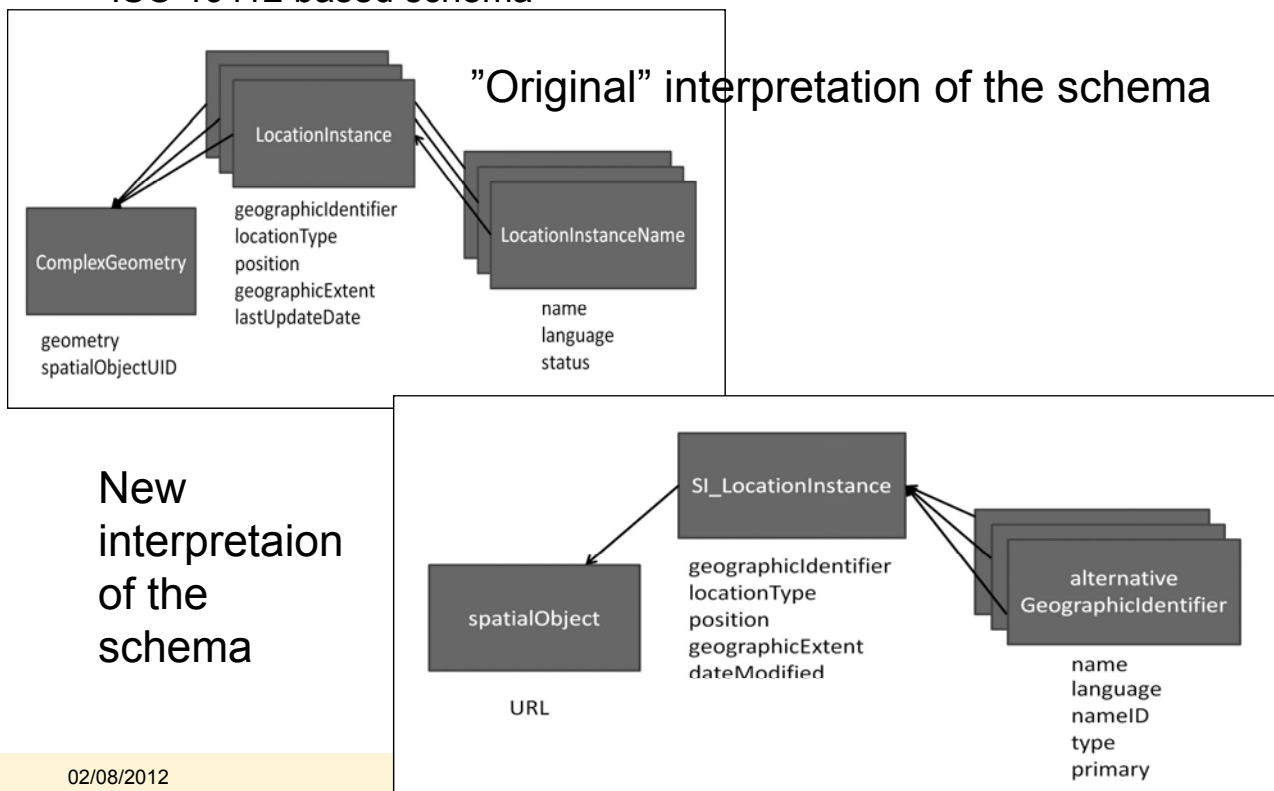 ”Original” interpretation of the schema
LocationInstance
geographicIdentifier
locationType
position
geographicExtent
lastUpdateDate
ComplexGeometry
geometry
spatialObjectUID
LocationInstanceName
name
language
status
New
interpretaion
of the
schema
SI_LocationInstance
geographicIdentifier
locationType
position
geographicExtent
dateModified
spatialObject
URL
alternative
GeographicIdentifier
name
language
nameID
type
primary
02/08/2012